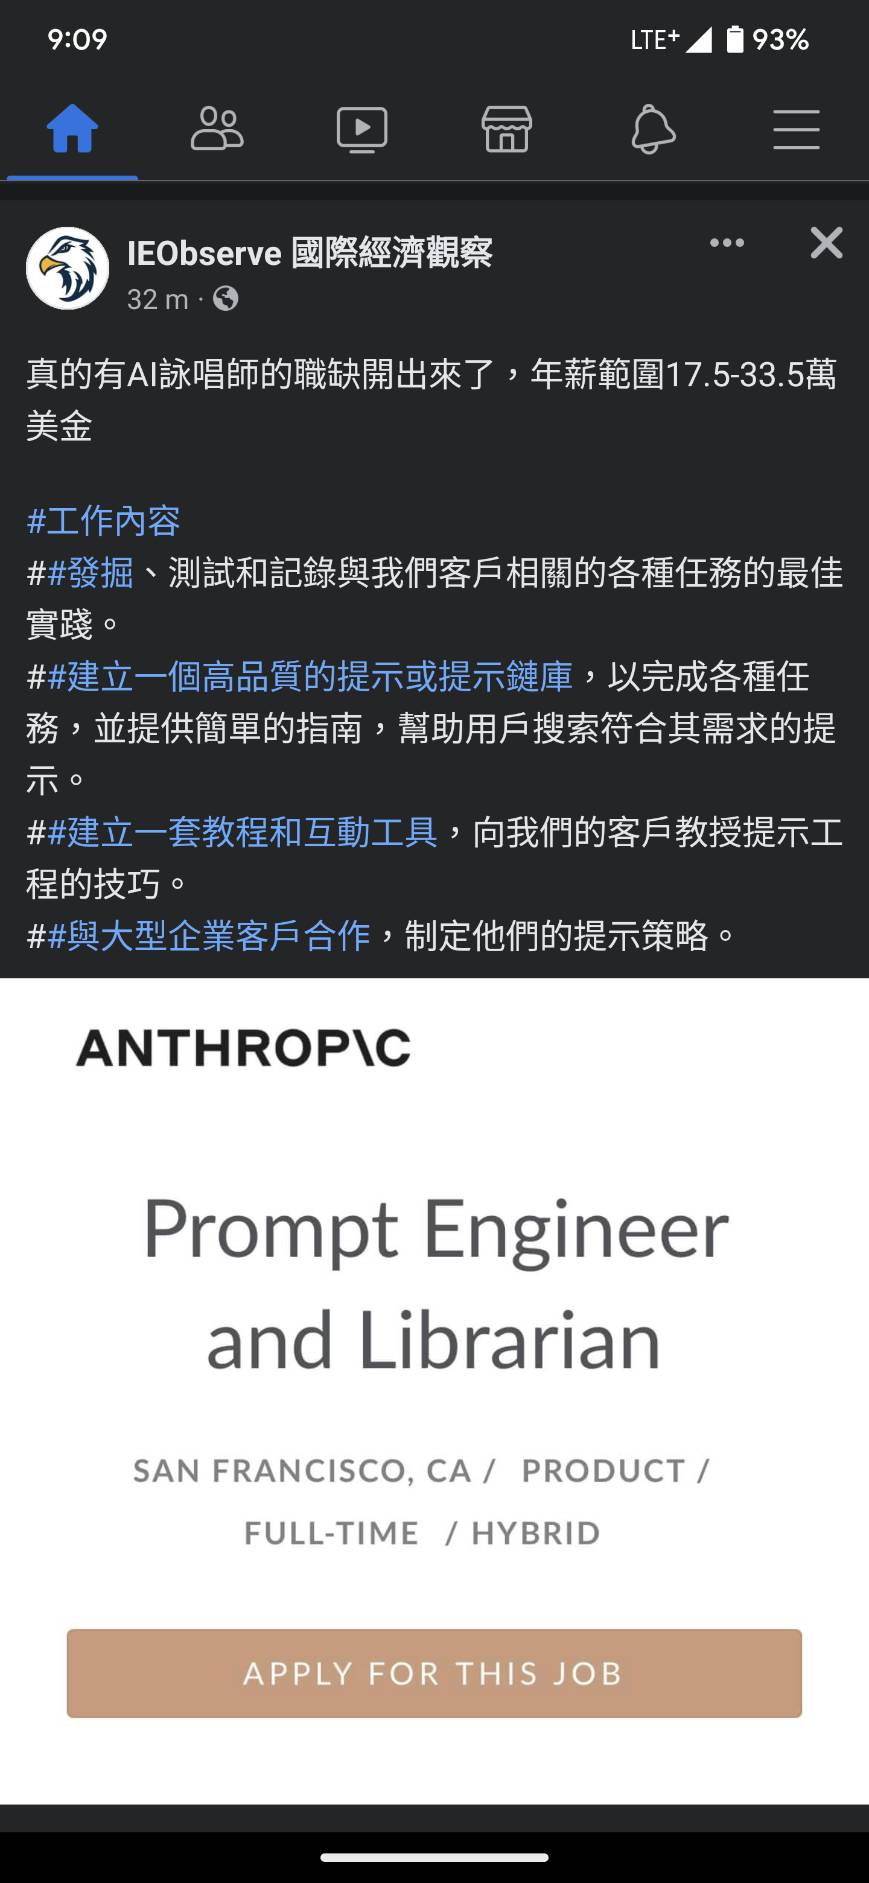 9:09
LTE+ 93%
IEObserve 國際經濟觀察
32 m ·
真的有AI詠唱師的職缺開出來了，年薪範圍17.5-33.5萬
美金
#工作內容
##發掘、測試和記錄與我們客戶相關的各種任務的最佳
實踐。
##建立一個高品質的提示或提示鏈庫，以完成各種任
務，並提供簡單的指南，幫助用戶搜索符合其需求的提
示。
##建立一套教程和互動工具，向我們的客戶教授提示工
程的技巧。
##與大型企業客戶合作，制定他們的提示策略。
ANTHROP\C
Prompt Engineer
and Librarian
SAN FRANCISCO, CA / PRODUCT /
FULL-TIME / HYBRID
APPLY FOR THIS JOB